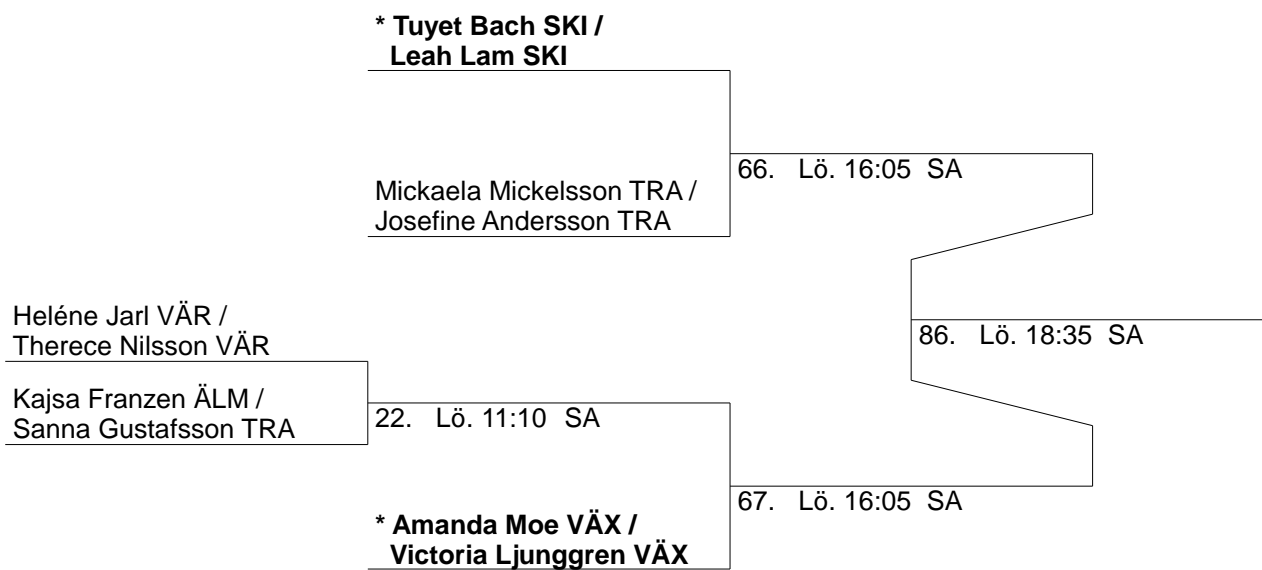 * Tuyet Bach SKI /
Leah Lam SKI
66. Lö. 16:05 SA
Mickaela Mickelsson TRA /
Josefine Andersson TRA
Heléne Jarl VÄR /
Therece Nilsson VÄR
86. Lö. 18:35 SA
Kajsa Franzen ÄLM /
Sanna Gustafsson TRA
22. Lö. 11:10 SA
67. Lö. 16:05 SA
* Amanda Moe VÄX /
Victoria Ljunggren VÄX